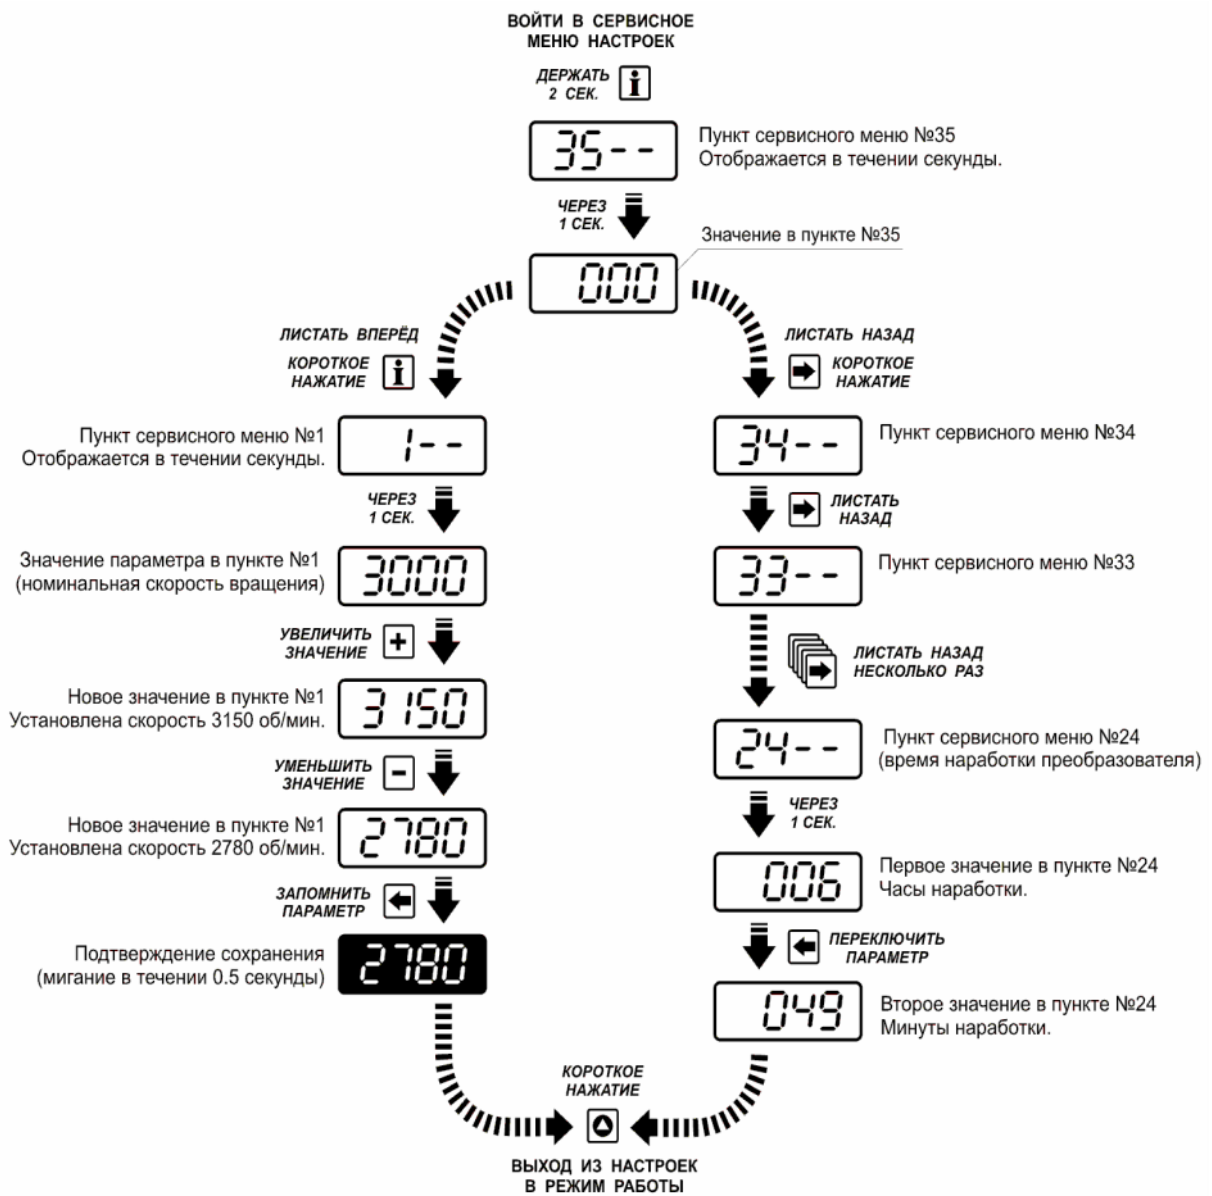 ВОЙТИ В СЕРВИСНОЕ
МЕНЮ НАСТРОЕК
ДЕРЖАТЬ
2 СЕК.
i
35--
Пункт сервисного меню №35
Отображается в течении секунды.
ЧЕРЕЗ
1 СЕК.
Значение в пункте №35
000
ЛИСТАТЬ ВПЕРЁД
КОРОТКОЕ
НАЖАТИЕ
i
Пункт сервисного меню №1
Отображается в течении секунды.
1--
ЧЕРЕЗ
1 СЕК.
Значение параметра в пункте №1
(номинальная скорость вращения)
3000
УВЕЛИЧИТЬ
ЗНАЧЕНИЕ
+
Новое значение в пункте №1
Установлена скорость 3150 об/мин.
3150
УМЕНЬШИТЬ
ЗНАЧЕНИЕ
-
Новое значение в пункте №1
Установлена скорость 2780 об/мин.
2780
ЗАПОМНИТЬ
ПАРАМЕТР
Подтверждение сохранения
(мигание в течении 0.5 секунды)
2780
ЛИСТАТЬ НАЗАД
КОРОТКОЕ
НАЖАТИЕ
34--
Пункт сервисного меню №34
ЛИСТАТЬ
НАЗАД
33--
Пункт сервисного меню №33
ЛИСТАТЬ НАЗАД
НЕСКОЛЬКО РАЗ
24--
Пункт сервисного меню №24
(время наработки преобразователя)
ЧЕРЕЗ
1 СЕК.
006
Первое значение в пункте №24
Часы наработки.
ПЕРЕКЛЮЧИТЬ
ПАРАМЕТР
049
Второе значение в пункте №24
Минуты наработки.
КОРОТКОЕ
НАЖАТИЕ
ВЫХОД ИЗ НАСТРОЕК
В РЕЖИМ РАБОТЫ